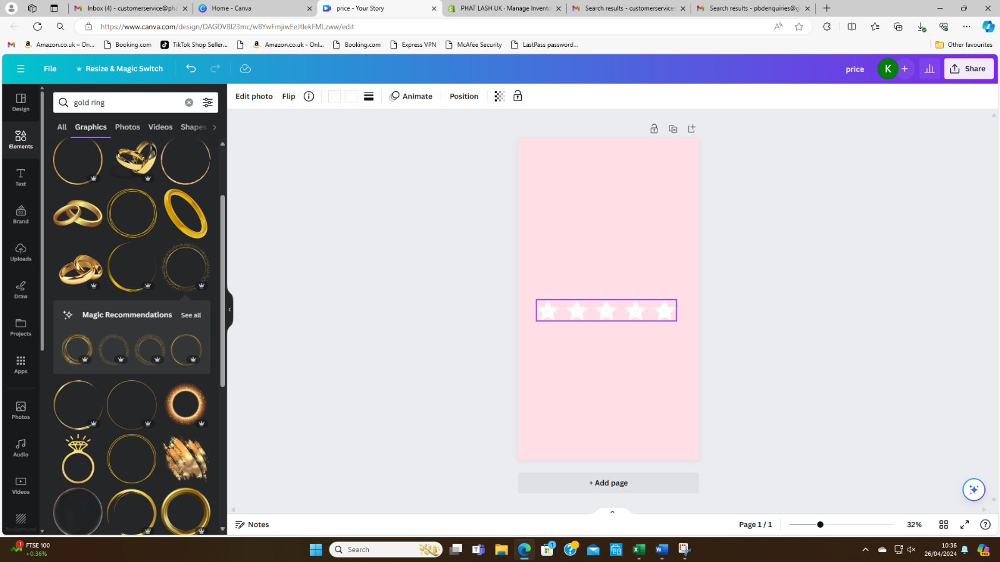 Inbox (4) - customerservice@pha
Home - Canva
price - Your Story
PHAT LASH UK · Manage Invento
Search results - customerservice(
Search results - pbdenquiries@g
https://www.canva.com/design/DAGDV8I23mc/wBYwFmjiwEeJtlekFMLzww/edit
Amazon.co.uk – On...
Booking.com
TikTok Shop Seller...
Amazon.co.uk - Onl...
Booking.com
Express VPN
McAfee Security
LastPass password...
Other favourites
File
Resize & Magic Switch
price
K
Share
Design
Elements
Text
Brand
Uploads
Draw
Projects
Apps
Photos
Audio
Videos
Background
gold ring
All
Graphics
Photos
Videos
Shapes
Magic Recommendations
See all
Edit photo
Flip
Animate
Position
+ Add page
Notes
Page 1 / 1
32%
1
FTSE 100
+0.36%
Search
1
10:36
26/04/2024
PRE